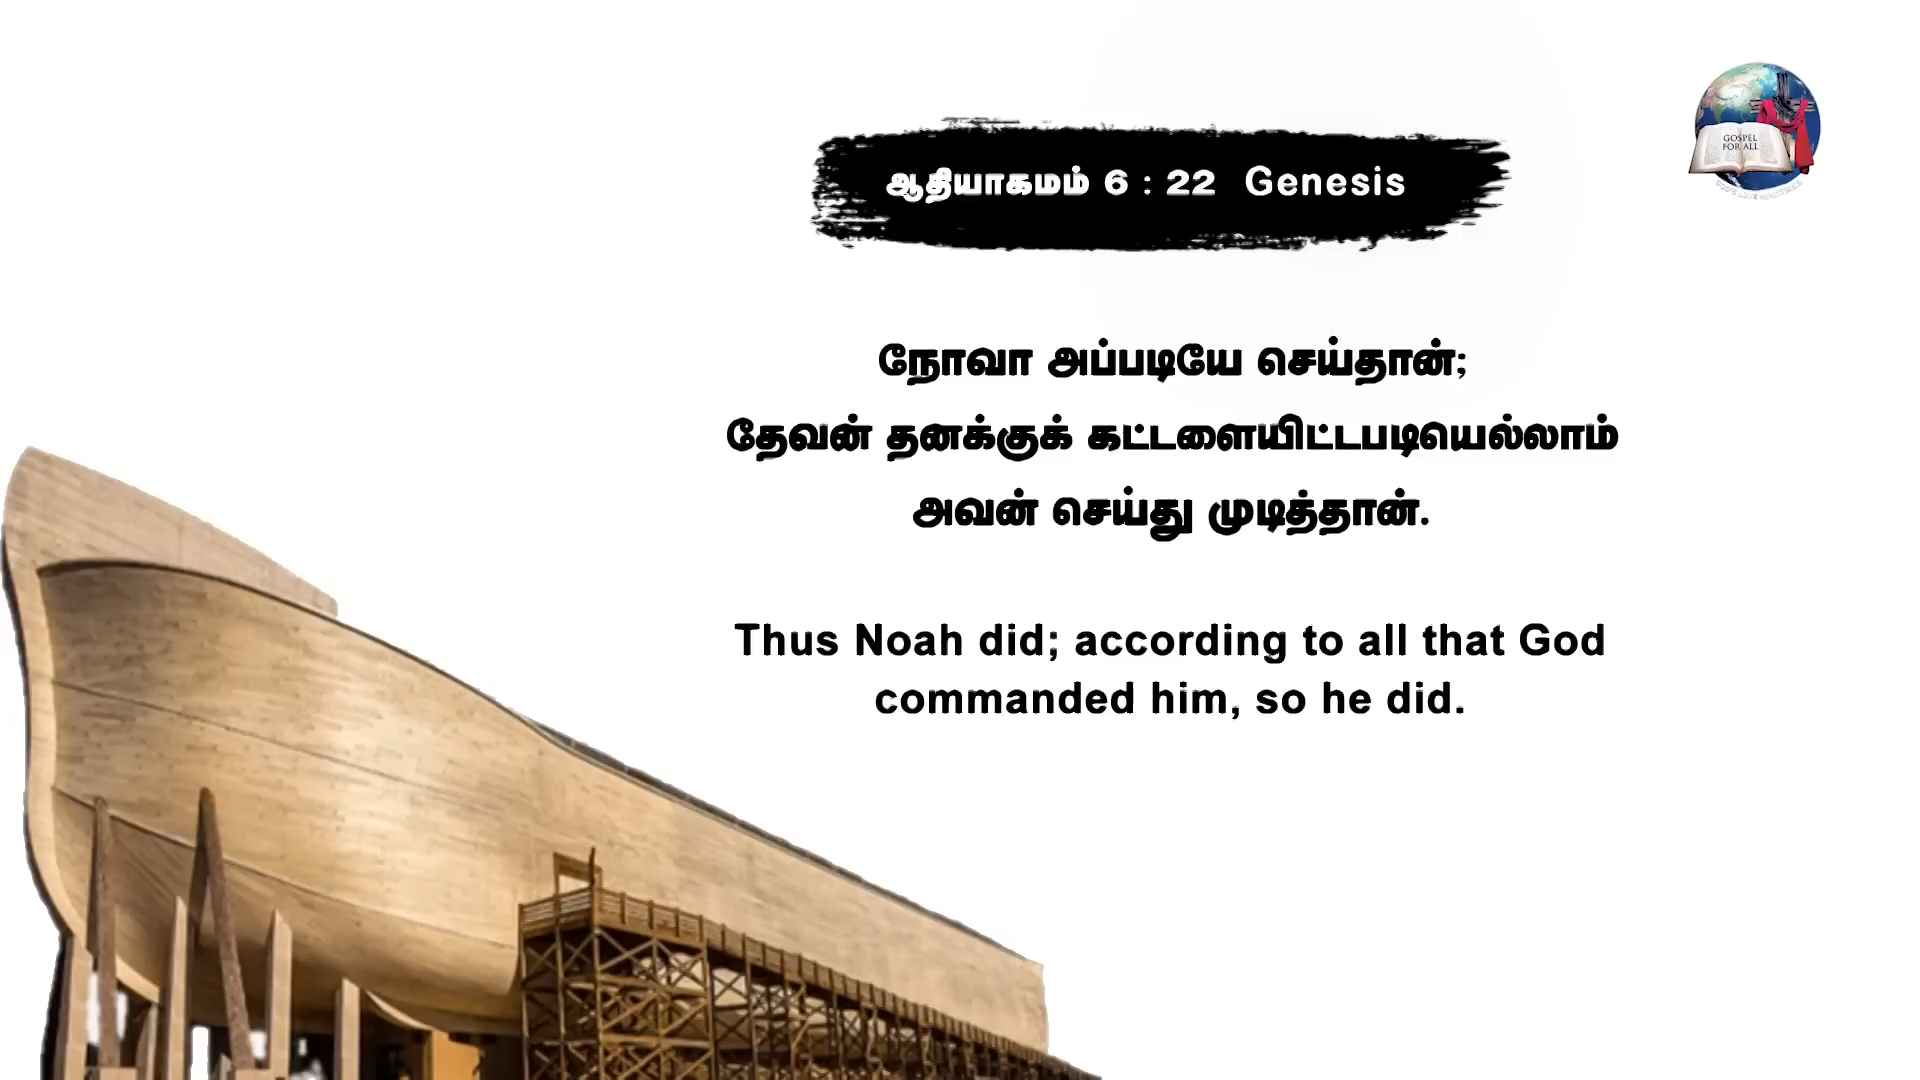 ஆதியாகமம் 6 : 22 Genesis
GOSPEL
FOR ALL
நோவா அப்படியே செய்தான்;
தேவன் தனக்குக் கட்டளையிட்டபடியெல்லாம்
அவன் செய்து முடித்தான்.
Thus Noah did; according to all that God
commanded him, so he did.